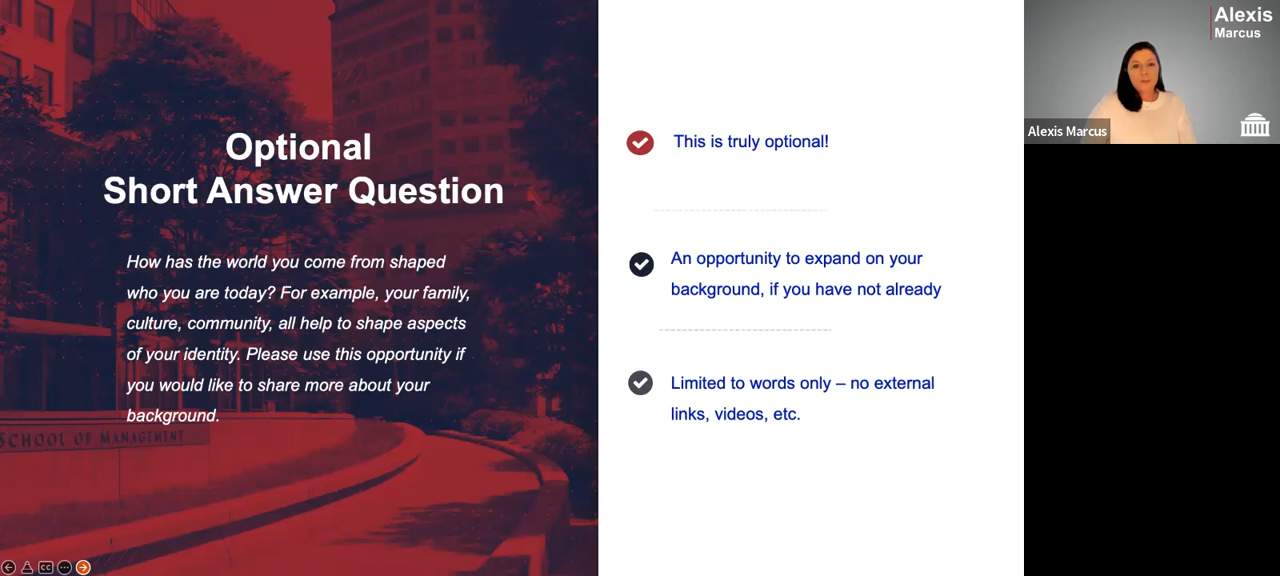 Optional
Short Answer Question
How has the world you come from shaped
who you are today? For example, your family,
culture, community, all help to shape aspects
of your identity. Please use this opportunity if
you would like to share more about your
background.
SCHOOL OF MANAGEMENT
This is truly optional!
An opportunity to expand on your
background, if you have not already
Limited to words only – no external
links, videos, etc.
Alexis
Marcus
Alexis Marcus
CC